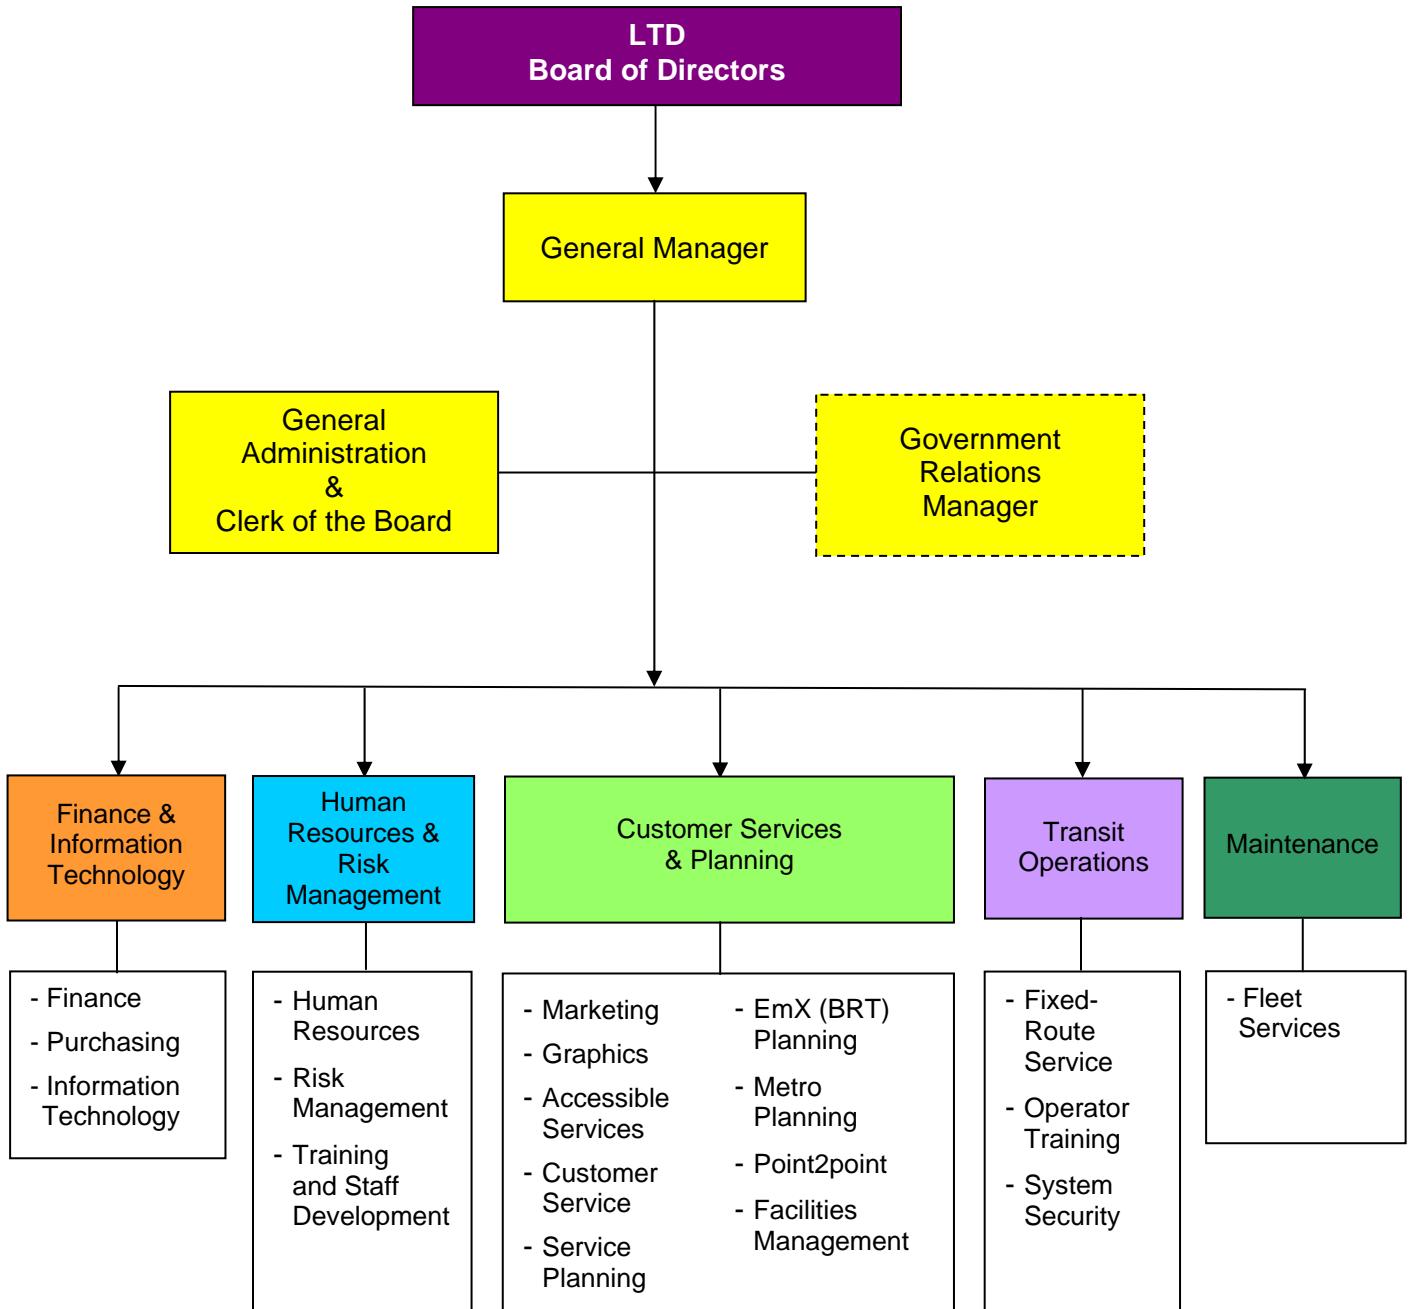 LTD
Board of Directors
General Manager
General
Administration
&
Clerk of the Board
Government
Relations
Manager
Finance &
Information
Technology
Human
Resources &
Risk
Management
Customer Services
& Planning
Transit
Operations
Maintenance
- Finance
- Purchasing
- Information
Technology
- Human
Resources
- Risk
Management
- Training
and Staff
Development
- Marketing
- Graphics
- Accessible
Services
- Customer
Service
- Service
Planning
- EmX (BRT)
Planning
- Metro
Planning
- Point2point
- Facilities
Management
- Fixed-
Route
Service
- Operator
Training
- System
Security
- Fleet
Services